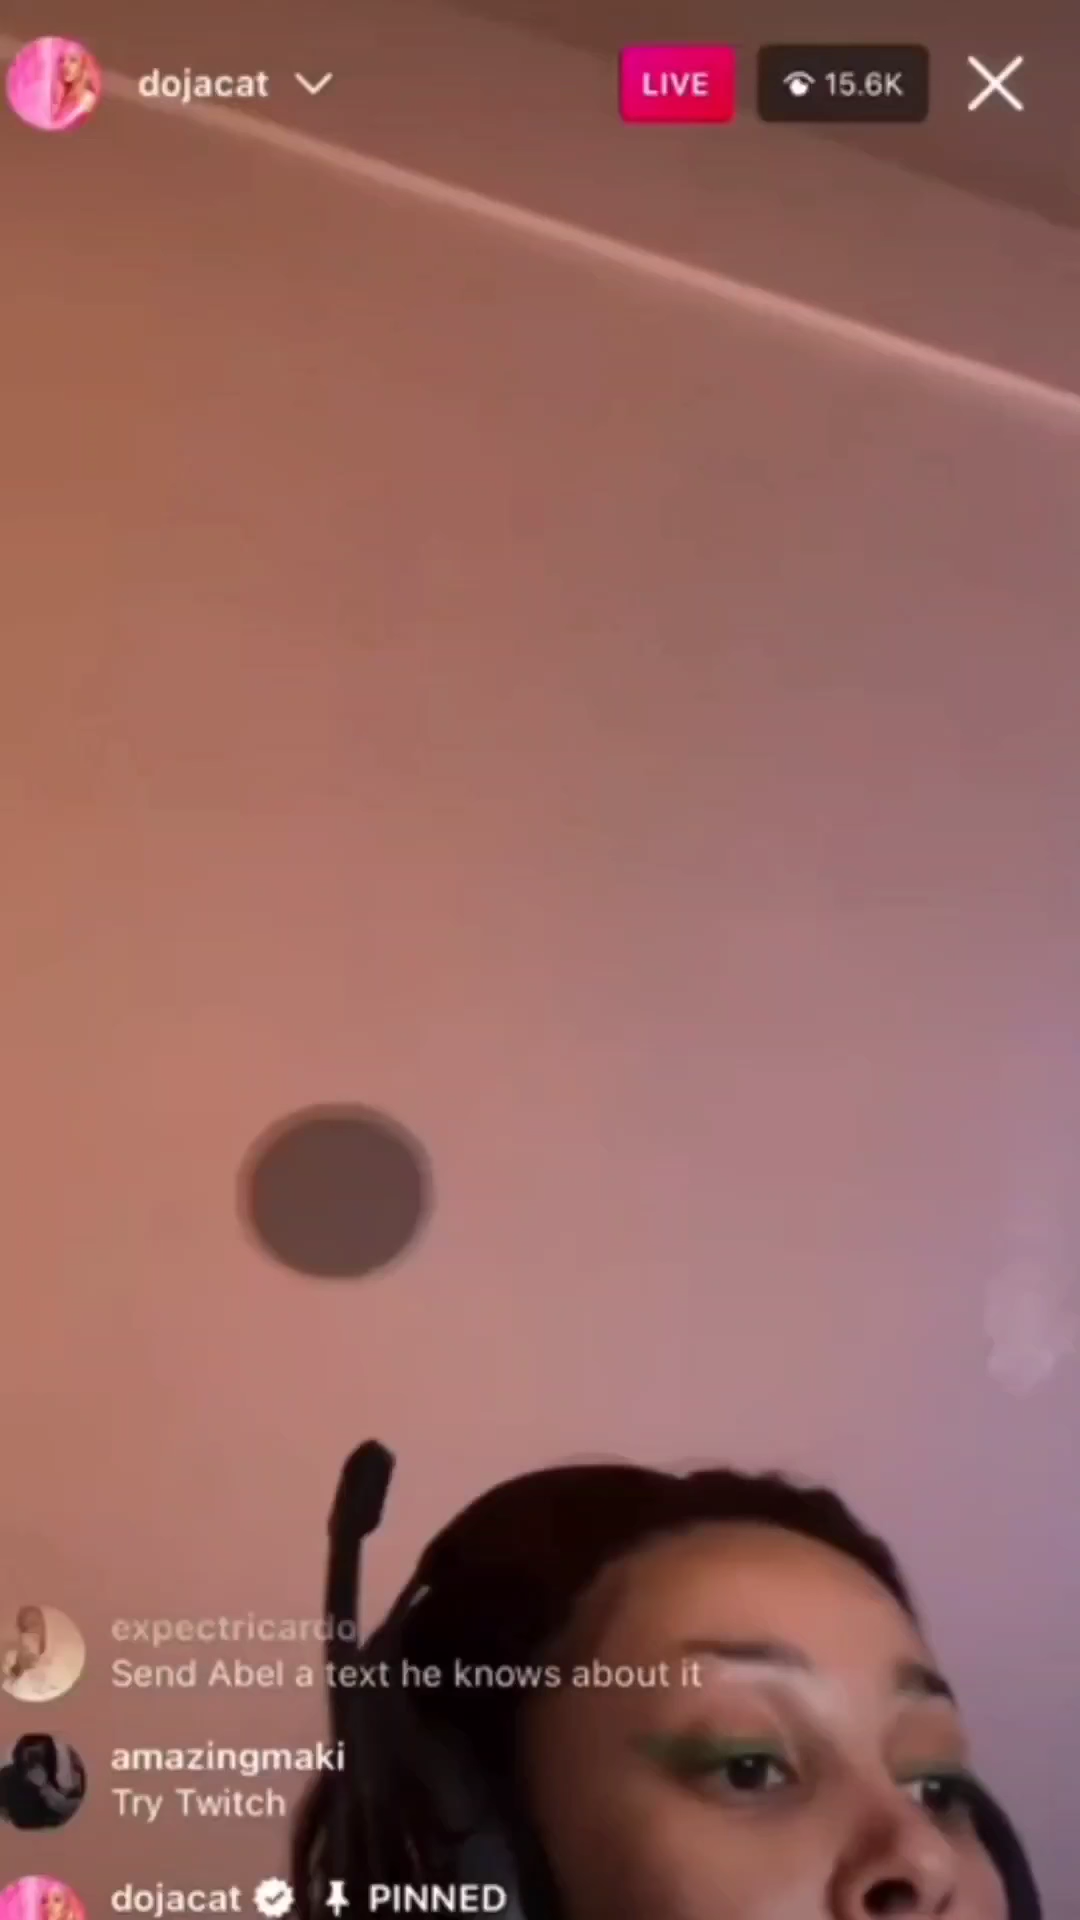 dojacat
LIVE
15.6K
expectricardo
Send Abel a text he knows about it
amazingmaki
Try Twitch
dojacat
PINNED